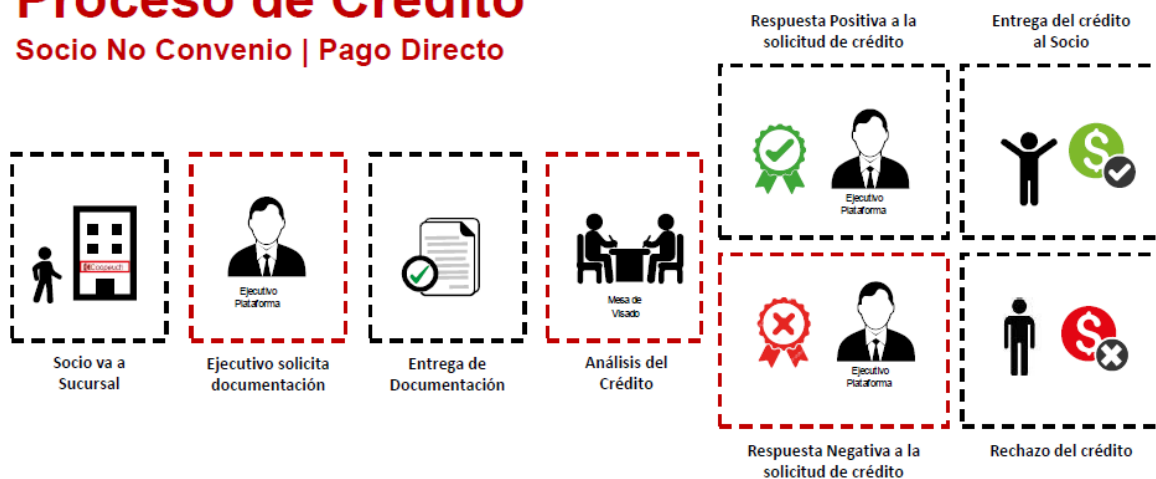 Proceso de Crédito
Socio No Convenio | Pago Directo
Coopeuch
Socio va a
Sucursal
Ejecutivo
Plataforma
Ejecutivo solicita
documentación
Entrega de
Documentación
Mesa de
Visado
Análisis del
Crédito
Respuesta Positiva a la
solicitud de crédito
Ejecutivo
Plataforma
Entrega del crédito
al Socio
Ejecutivo
Plataforma
Respuesta Negativa a la
solicitud de crédito
Rechazo del crédito